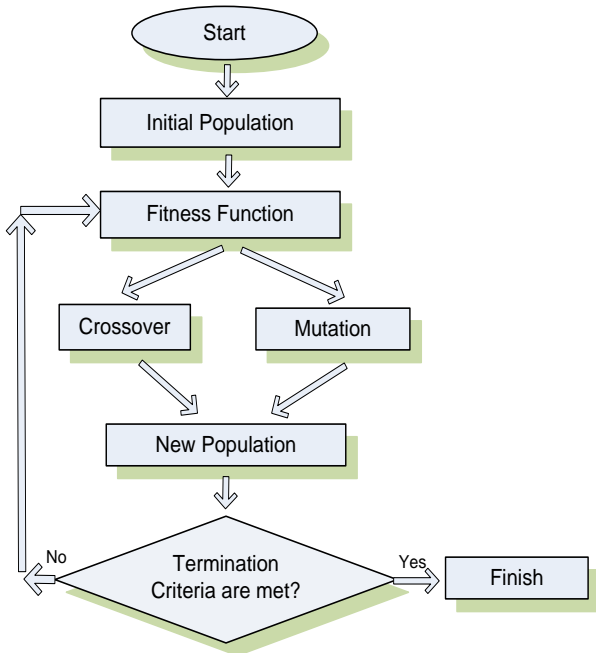 Start
Initial Population
Fitness Function
Crossover
Mutation
New Population
No
Termination
Criteria are met?
Yes
Finish